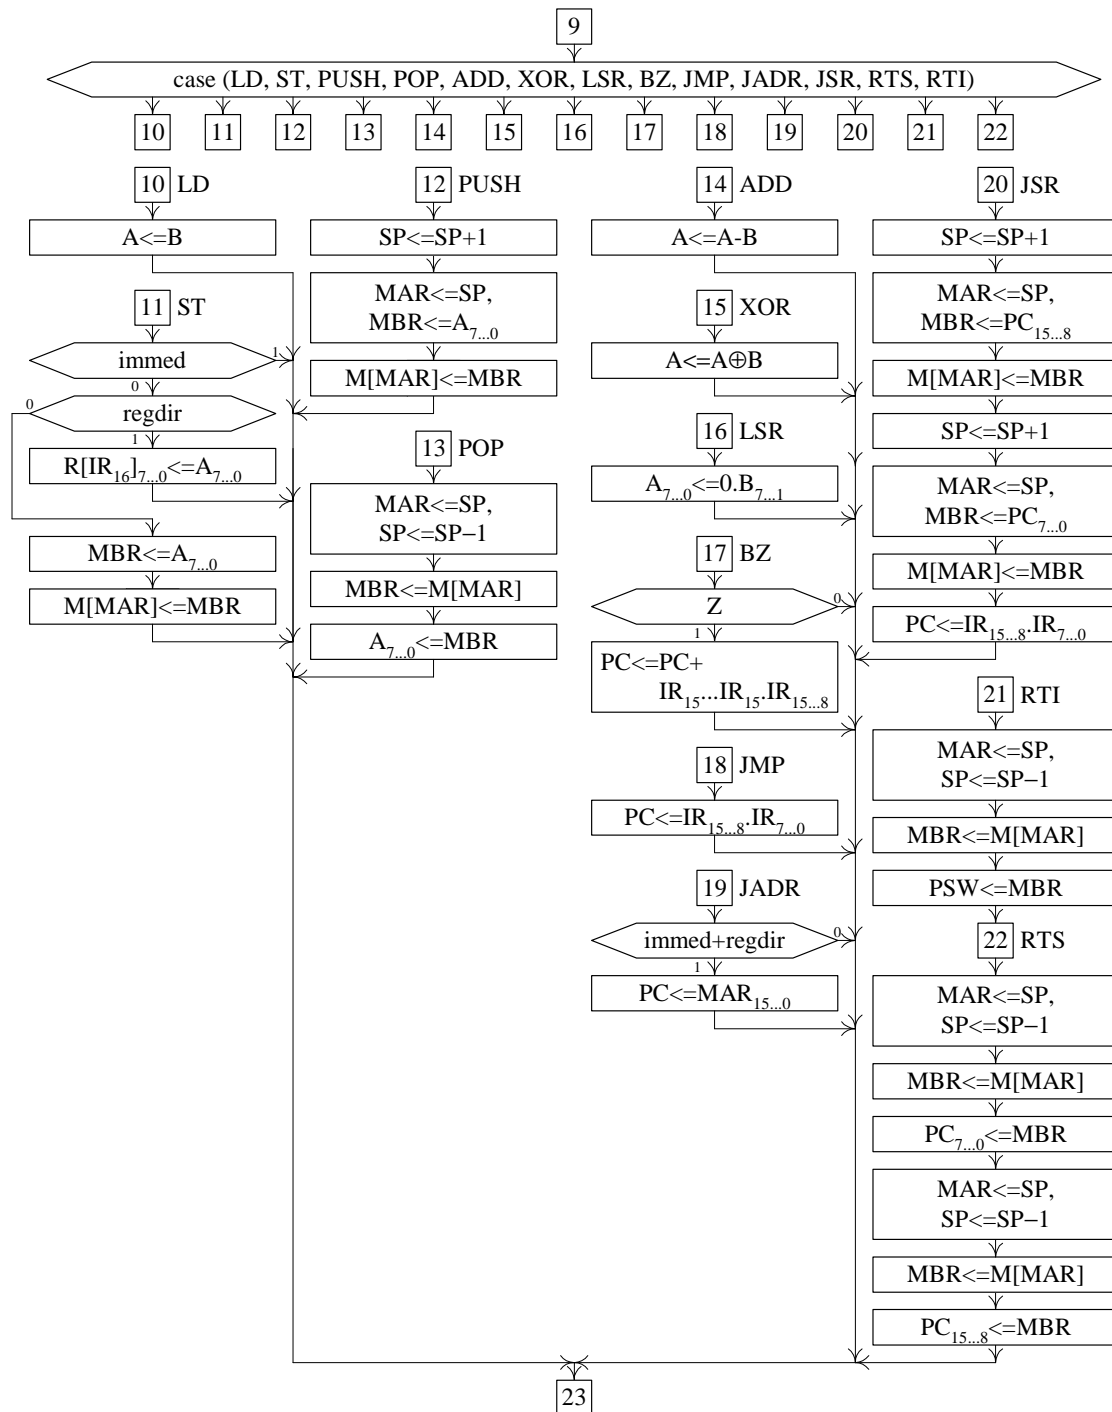 9
case (LD, ST, PUSH, POP, ADD, XOR, LSR, BZ, JMP, JADR, JSR, RTS, RTI)
10 11 12 13 14 15 16 17 18 19 20 21 22
10 LD
A<=B
11 ST
immed
1
0
0
regdir
1
R[IR₁₆]₇...₀<=A₇...₀
MBR<=A₇...₀
M[MAR]<=MBR
12 PUSH
SP<=SP+1
MAR<=SP,
MBR<=A₇...₀
M[MAR]<=MBR
13 POP
MAR<=SP,
SP<=SP−1
MBR<=M[MAR]
A₇...₀<=MBR
14 ADD
A<=A-B
15 XOR
A<=A⊕B
16 LSR
A₇...₀<=0.B₇...₁
17 BZ
Z
0
1
PC<=PC+
IR₁₅...IR₁₅.IR₁₅...₈
18 JMP
PC<=IR₁₅...₈.IR₇...₀
19 JADR
immed+regdir
0
1
PC<=MAR₁₅...₀
20 JSR
SP<=SP+1
MAR<=SP,
MBR<=PC₁₅...₈
M[MAR]<=MBR
SP<=SP+1
MAR<=SP,
MBR<=PC₇...₀
M[MAR]<=MBR
PC<=IR₁₅...₈.IR₇...₀
21 RTI
MAR<=SP,
SP<=SP−1
MBR<=M[MAR]
PSW<=MBR
22 RTS
MAR<=SP,
SP<=SP−1
MBR<=M[MAR]
PC₇...₀<=MBR
MAR<=SP,
SP<=SP−1
MBR<=M[MAR]
PC₁₅...₈<=MBR
23